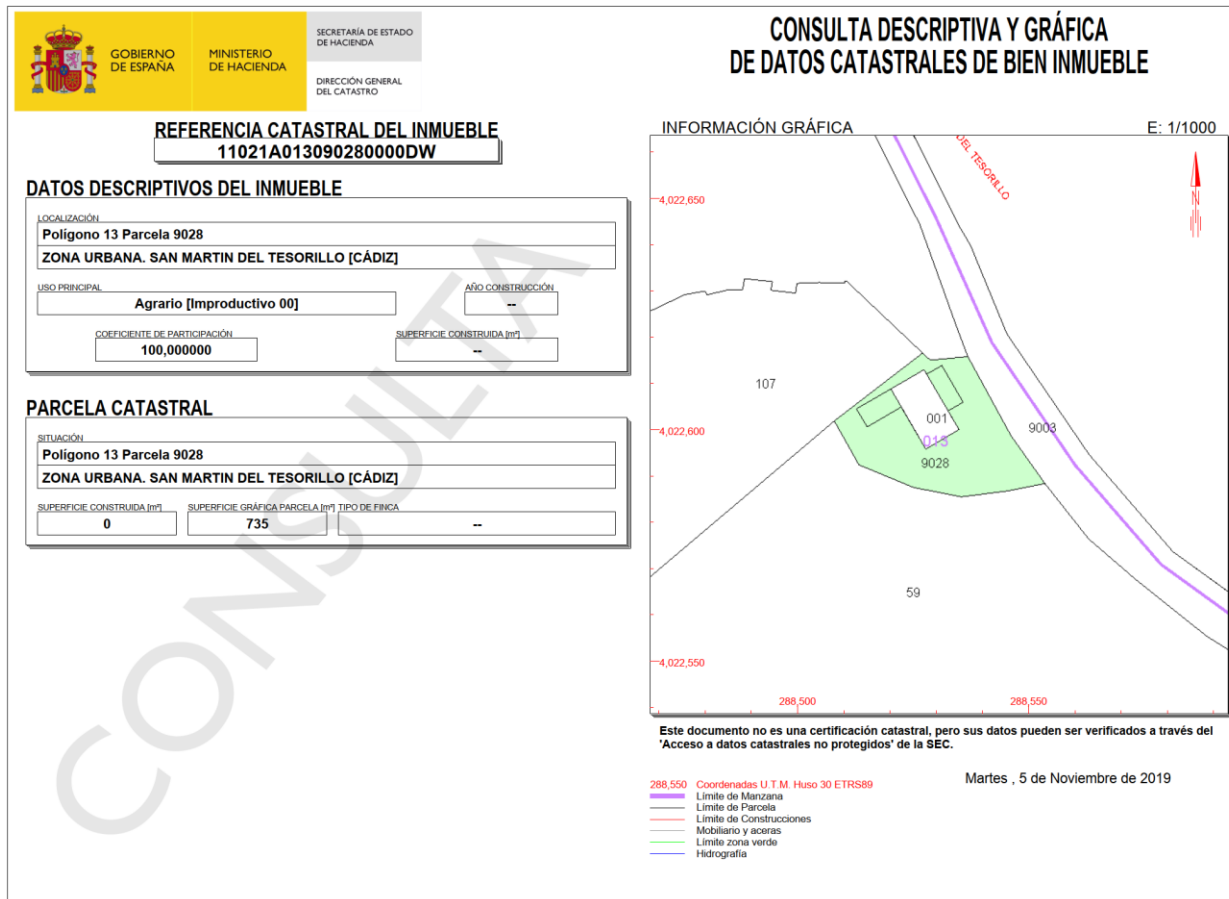 GOBIERNO
DE ESPAÑA
MINISTERIO
DE HACIENDA
SECRETARÍA DE ESTADO
DE HACIENDA
DIRECCIÓN GENERAL
DEL CATASTRO
CONSULTA DESCRIPTIVA Y GRÁFICA
DE DATOS CATASTRALES DE BIEN INMUEBLE
REFERENCIA CATASTRAL DEL INMUEBLE
11021A013090280000DW
DATOS DESCRIPTIVOS DEL INMUEBLE
LOCALIZACIÓN
Polígono 13 Parcela 9028
ZONA URBANA. SAN MARTIN DEL TESORILLO [CÁDIZ]
USO PRINCIPAL
Agrario [Improductivo 00]
AÑO CONSTRUCCIÓN
--
COEFICIENTE DE PARTICIPACIÓN
100,000000
SUPERFICIE CONSTRUIDA [m²]
--
PARCELA CATASTRAL
SITUACIÓN
Polígono 13 Parcela 9028
ZONA URBANA. SAN MARTIN DEL TESORILLO [CÁDIZ]
SUPERFICIE CONSTRUIDA [m²]
0
SUPERFICIE GRÁFICA PARCELA [m²]
735
TIPO DE FINCA
--
CONSULTA
INFORMACIÓN GRÁFICA
E: 1/1000
DEL TESORILLO
N
4,022,650
107
001
013
9028
9003
4,022,600
59
4,022,550
288,500
288,550
Este documento no es una certificación catastral, pero sus datos pueden ser verificados a través del
'Acceso a datos catastrales no protegidos' de la SEC.
Martes , 5 de Noviembre de 2019
288,550 Coordenadas U.T.M. Huso 30 ETRS89
Límite de Manzana
Límite de Parcela
Límite de Construcciones
Mobiliario y aceras
Límite zona verde
Hidrografía